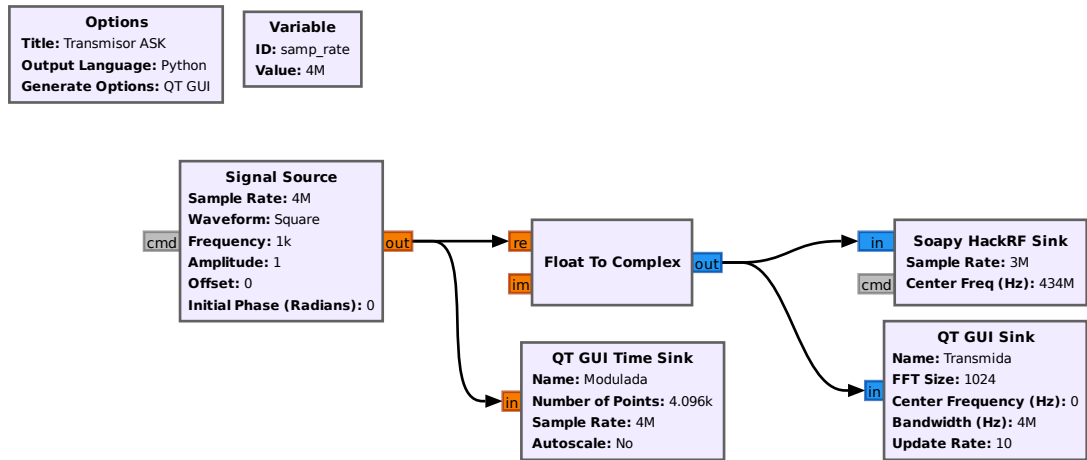 Options
Title: Transmisor ASK
Output Language: Python
Generate Options: QT GUI
Variable
ID: samp_rate
Value: 4M
Signal Source
Sample Rate: 4M
Waveform: Square
Frequency: 1k
Amplitude: 1
Offset: 0
Initial Phase (Radians): 0
cmd
out
re
im
Float To Complex
out
in
cmd
Soapy HackRF Sink
Sample Rate: 3M
Center Freq (Hz): 434M
in
QT GUI Time Sink
Name: Modulada
Number of Points: 4.096k
Sample Rate: 4M
Autoscale: No
in
QT GUI Sink
Name: Transmida
FFT Size: 1024
Center Frequency (Hz): 0
Bandwidth (Hz): 4M
Update Rate: 10